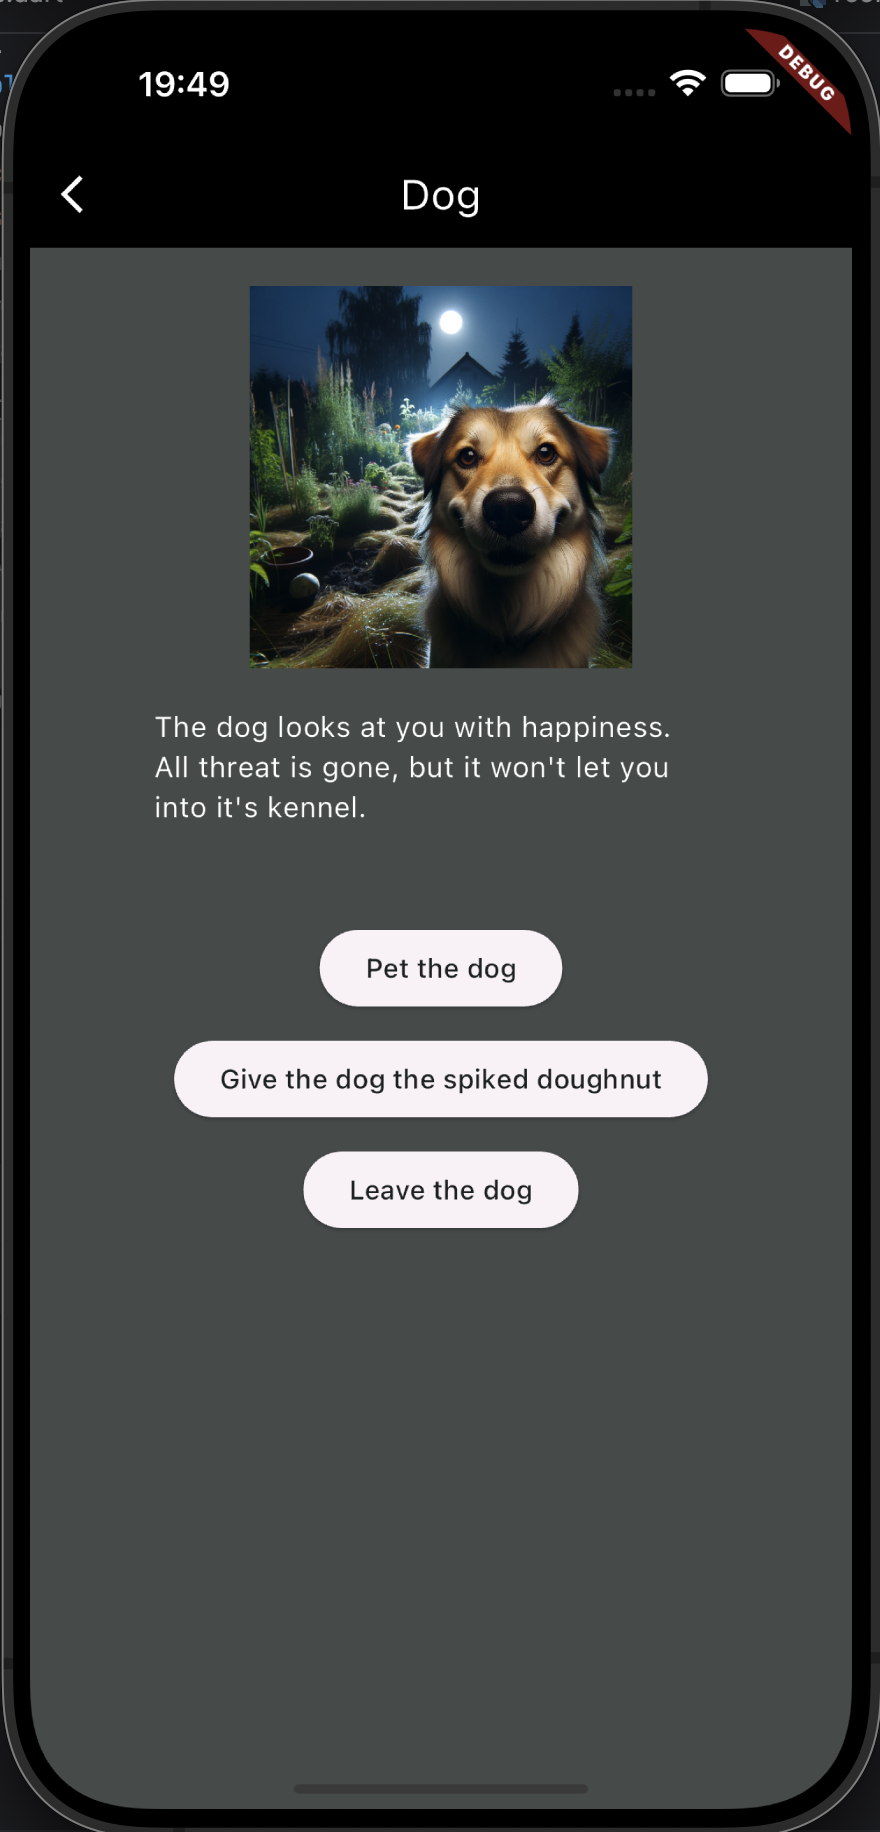 19:49
DEBUG
Dog
The dog looks at you with happiness.
All threat is gone, but it won't let you
into it's kennel.
Pet the dog
Give the dog the spiked doughnut
Leave the dog